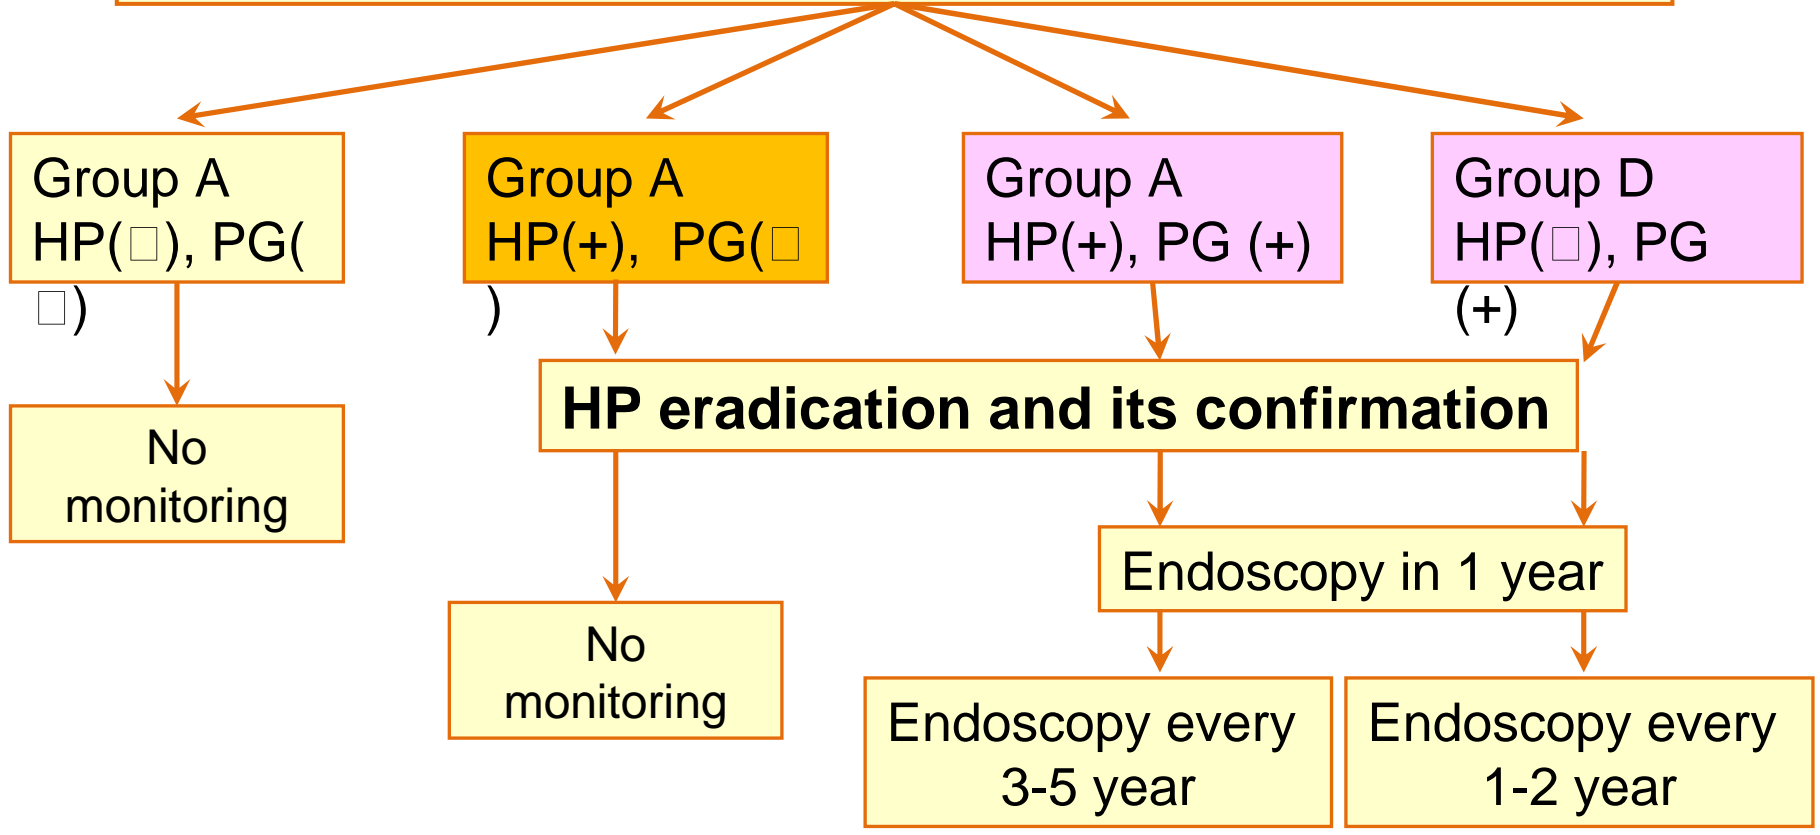 Group A
HP(□), PG(
□)
Group A
HP(+), PG(□
)
Group A
HP(+), PG (+)
Group D
HP(□), PG
(+)
HP eradication and its confirmation
No
monitoring
Endoscopy in 1 year
No
monitoring
Endoscopy every
3-5 year
Endoscopy every
1-2 year